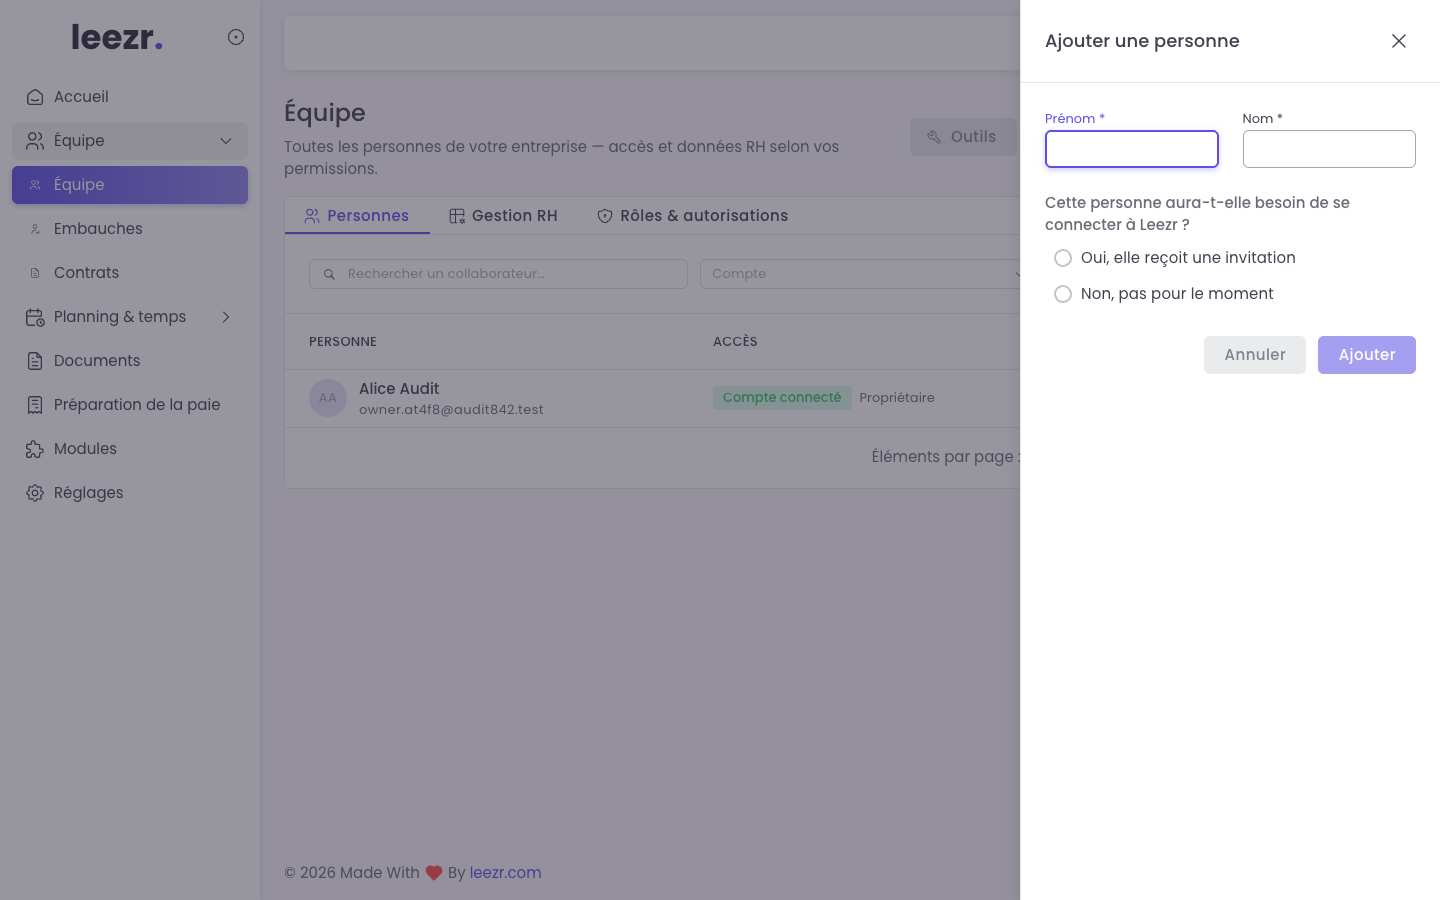 leezr.
Accueil
Équipe
Équipe
Embauches
Contrats
Planning & temps
Documents
Préparation de la paie
Modules
Réglages
Équipe
Toutes les personnes de votre entreprise — accès et données RH selon vos
permissions.
Outils
Personnes
Gestion RH
Rôles & autorisations
Rechercher un collaborateur...
Compte
PERSONNE
ACCÈS
AA
Alice Audit
owner.at4f8@audit842.test
Compte connecté
Propriétaire
Éléments par page :
© 2026 Made With
By leezr.com
Ajouter une personne
Prénom *
Nom *
Cette personne aura-t-elle besoin de se
connecter à Leezr ?
Oui, elle reçoit une invitation
Non, pas pour le moment
Annuler
Ajouter